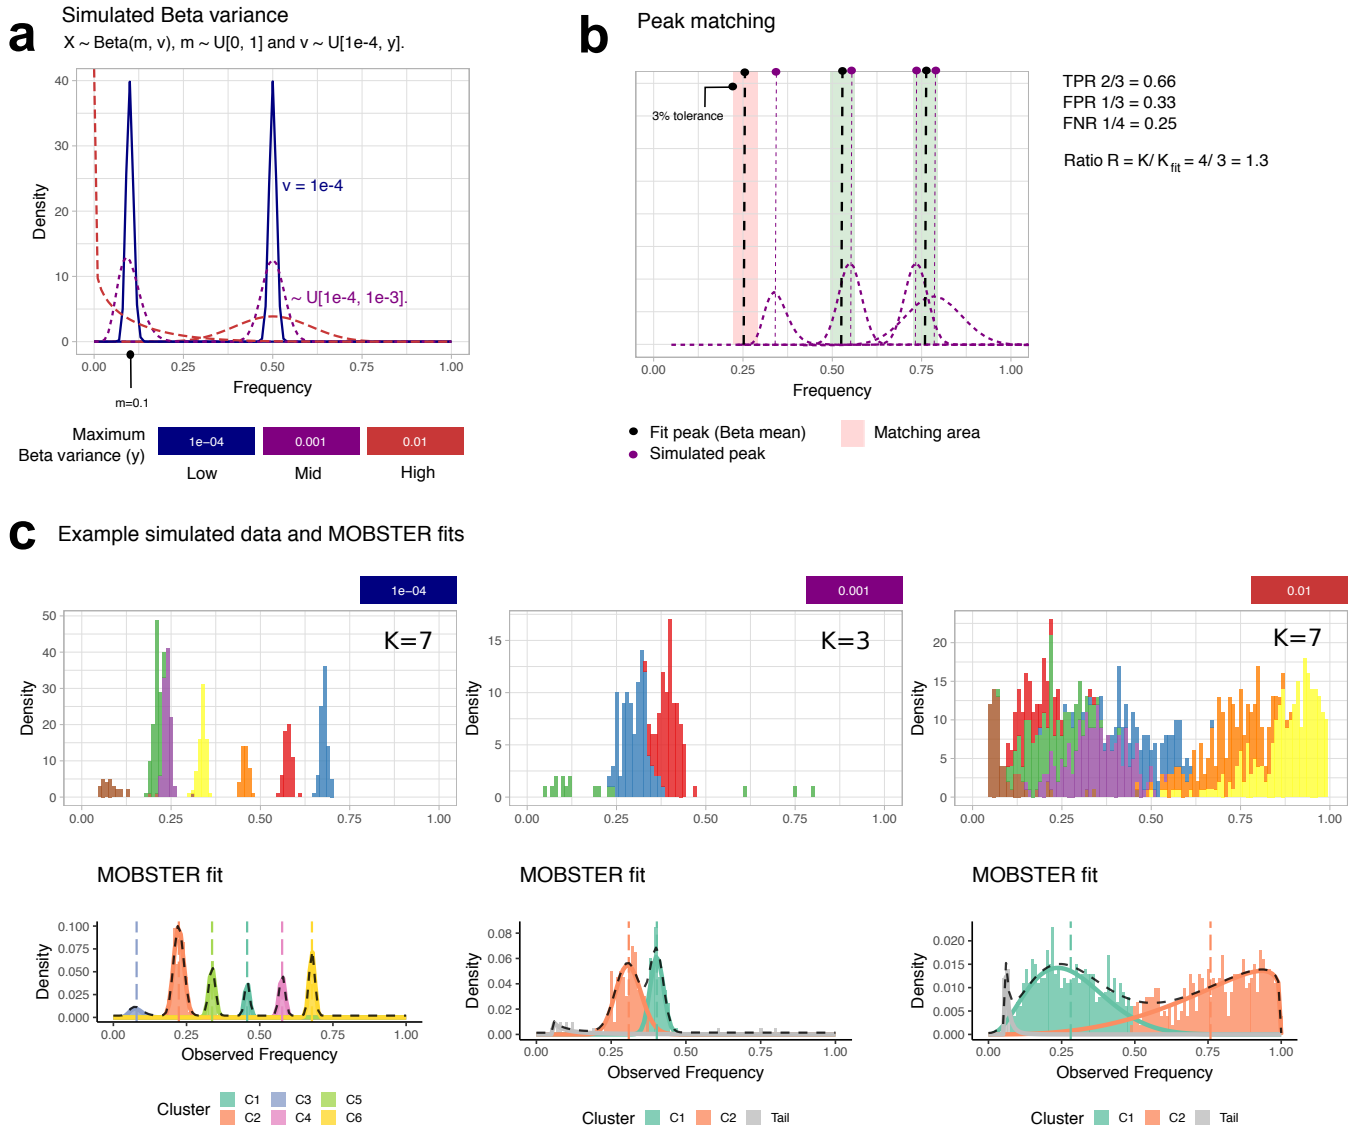 a
Simulated Beta variance
X ~ Beta(m, v), m ~ U[0, 1] and v ~ U[1e-4, y].
40
30
20
10
0
Density
v = 1e-4
~ U[1e-4, 1e-3].
0.00 0.25 0.50 0.75 1.00
Frequency
m=0.1
Maximum
Beta variance (y)
1e−04 0.001 0.01
Low Mid High
b
Peak matching
3% tolerance
0.00 0.25 0.50 0.75 1.00
Frequency
Fit peak (Beta mean)
Simulated peak
Matching area
TPR 2/3 = 0.66
FPR 1/3 = 0.33
FNR 1/4 = 0.25
Ratio R = K/ Kfit = 4/ 3 = 1.3
c
Example simulated data and MOBSTER fits
1e−04
K=7
50
40
30
20
10
0
Density
0.00 0.25 0.50 0.75 1.00
0.001
K=3
15
10
5
0
Density
0.00 0.25 0.50 0.75 1.00
0.01
K=7
20
15
10
5
0
Density
0.00 0.25 0.50 0.75 1.00
MOBSTER fit
0.100
0.075
0.050
0.025
0.000
Density
0.00 0.25 0.50 0.75 1.00
Observed Frequency
Cluster
C1 C3 C5
C2 C4 C6
MOBSTER fit
0.08
0.06
0.04
0.02
0.00
Density
0.00 0.25 0.50 0.75 1.00
Observed Frequency
Cluster C1 C2 Tail
MOBSTER fit
0.020
0.015
0.010
0.005
0.000
Density
0.00 0.25 0.50 0.75 1.00
Observed Frequency
Cluster C1 C2 Tail